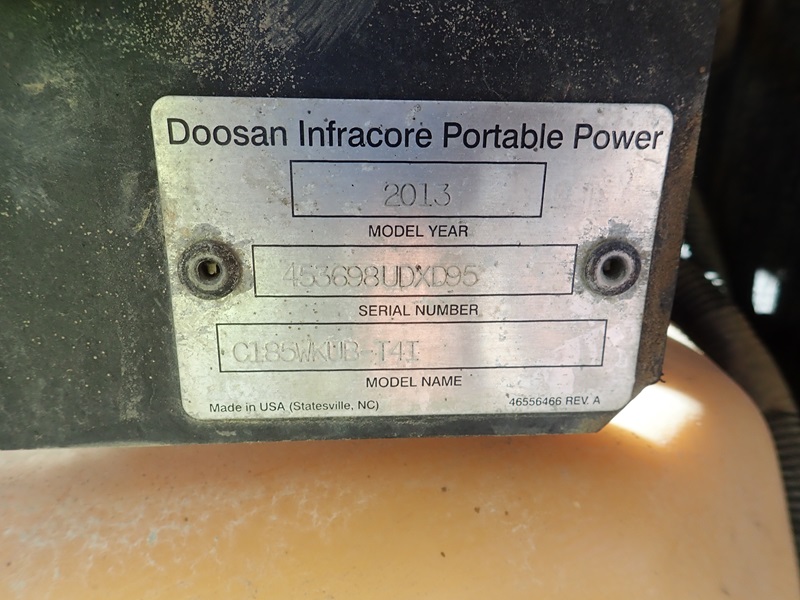 Doosan Infracore Portable Power
2013
MODEL YEAR
453698UDXD95
SERIAL NUMBER
C185WKUB-T4I
MODEL NAME
Made in USA (Statesville, NC) 46556466 REV. A